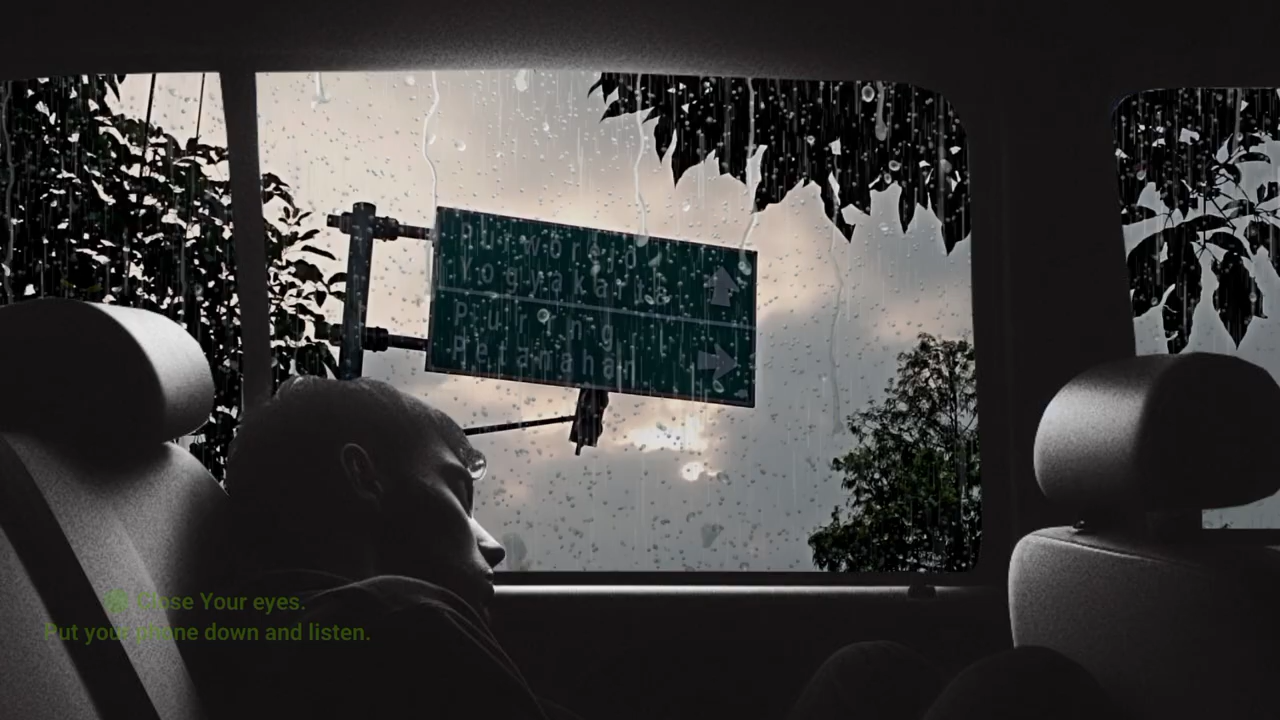 Purworejo
Yogyakarta
Puring
Petanahan
Close Your eyes.
Put your phone down and listen.